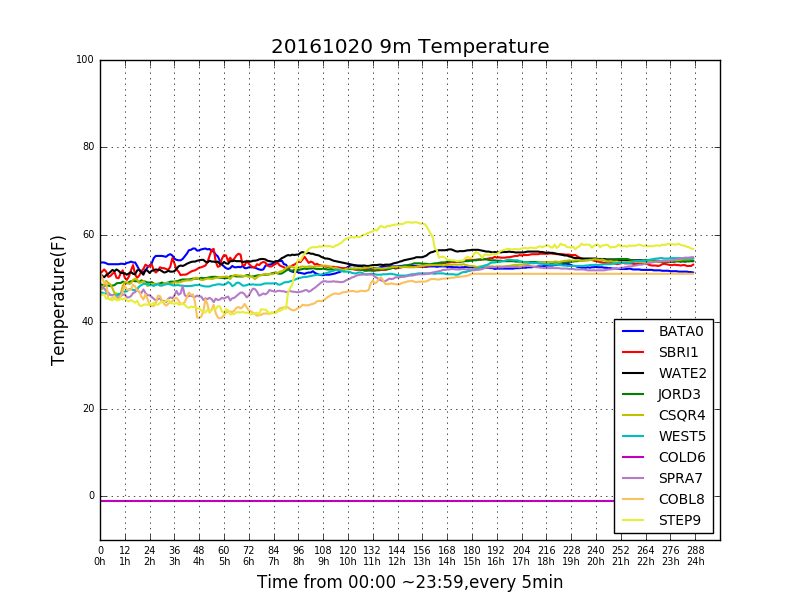 20161020 9m Temperature
Temperature(F)
100
80
60
40
20
0
BATA0
SBRI1
WATE2
JORD3
CSQR4
WEST5
COLD6
SPRA7
COBL8
STEP9
0 12 24 36 48 60 72 84 96 108 120 132 144 156 168 180 192 204 216 228 240 252 264 276 288
0h 1h 2h 3h 4h 5h 6h 7h 8h 9h 10h 11h 12h 13h 14h 15h 16h 17h 18h 19h 20h 21h 22h 23h 24h
Time from 00:00 ~23:59,every 5min